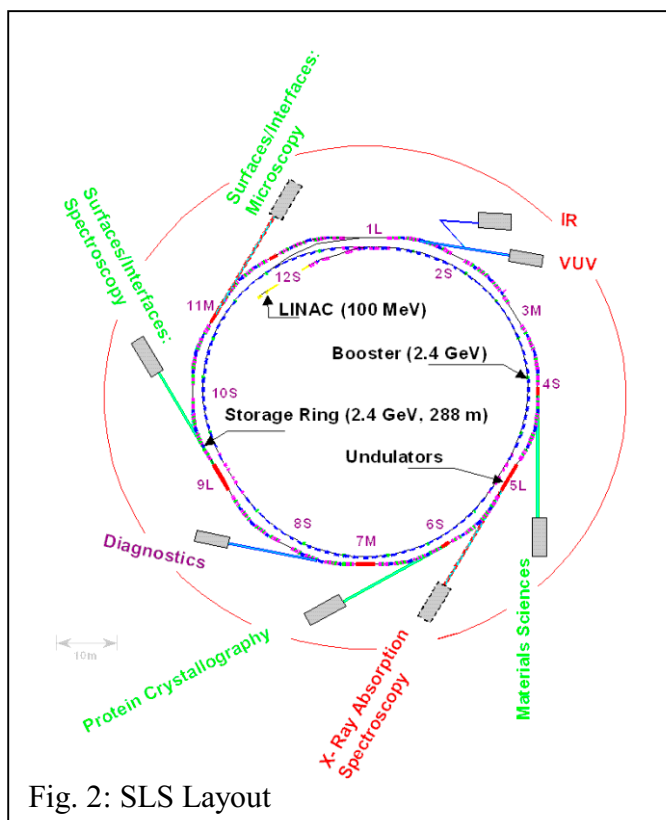 Surfaces/Interfaces:
Microscopy
Surfaces/Interfaces:
Spectroscopy
IR
VUV
1L
2S
12S
3M
11M
LINAC (100 MeV)
Booster (2.4 GeV)
4S
10S
Storage Ring (2.4 GeV, 288 m)
Undulators
5L
9L
8S
7M
6S
Diagnostics
10m
Protein Crystallography
X- Ray Absorption
Spectroscopy
Materials Sciences
Fig. 2: SLS Layout